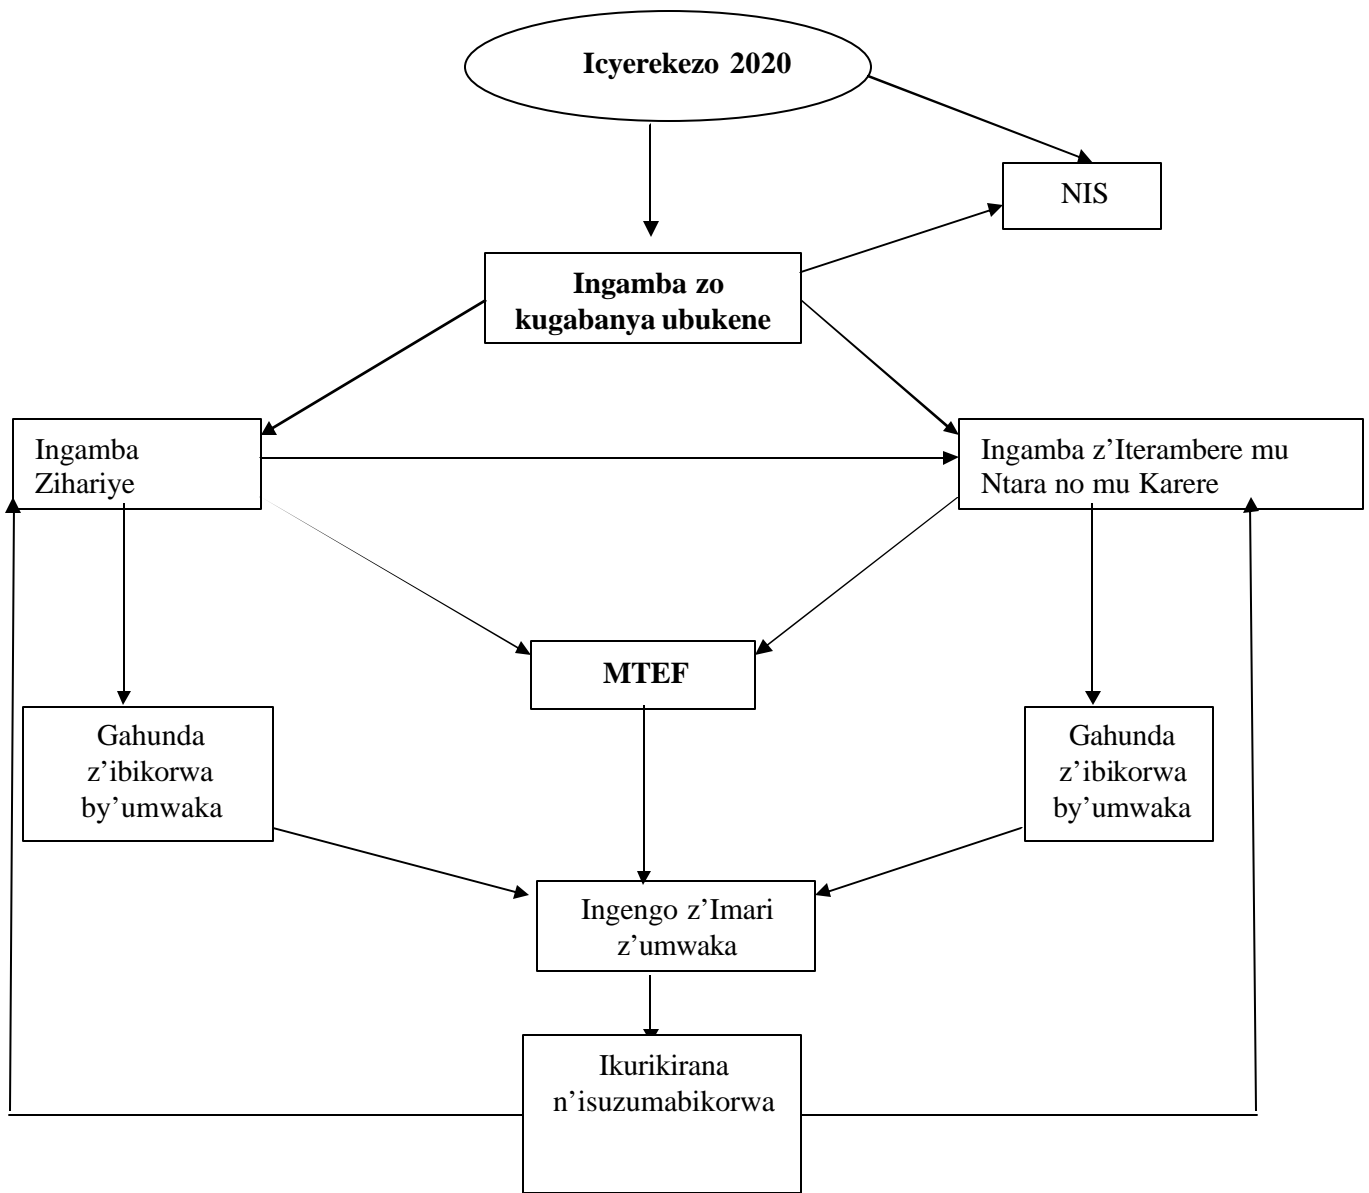 Icyerekezo 2020
NIS
Ingamba zo
kugabanya ubukene
Ingamba
Zihariye
Ingamba z’Iterambere mu
Ntara no mu Karere
MTEF
Gahunda
z’ibikorwa
by’umwaka
Gahunda
z’ibikorwa
by’umwaka
Ingengo z’Imari
z’umwaka
Ikurikirana
n’isuzumabikorwa